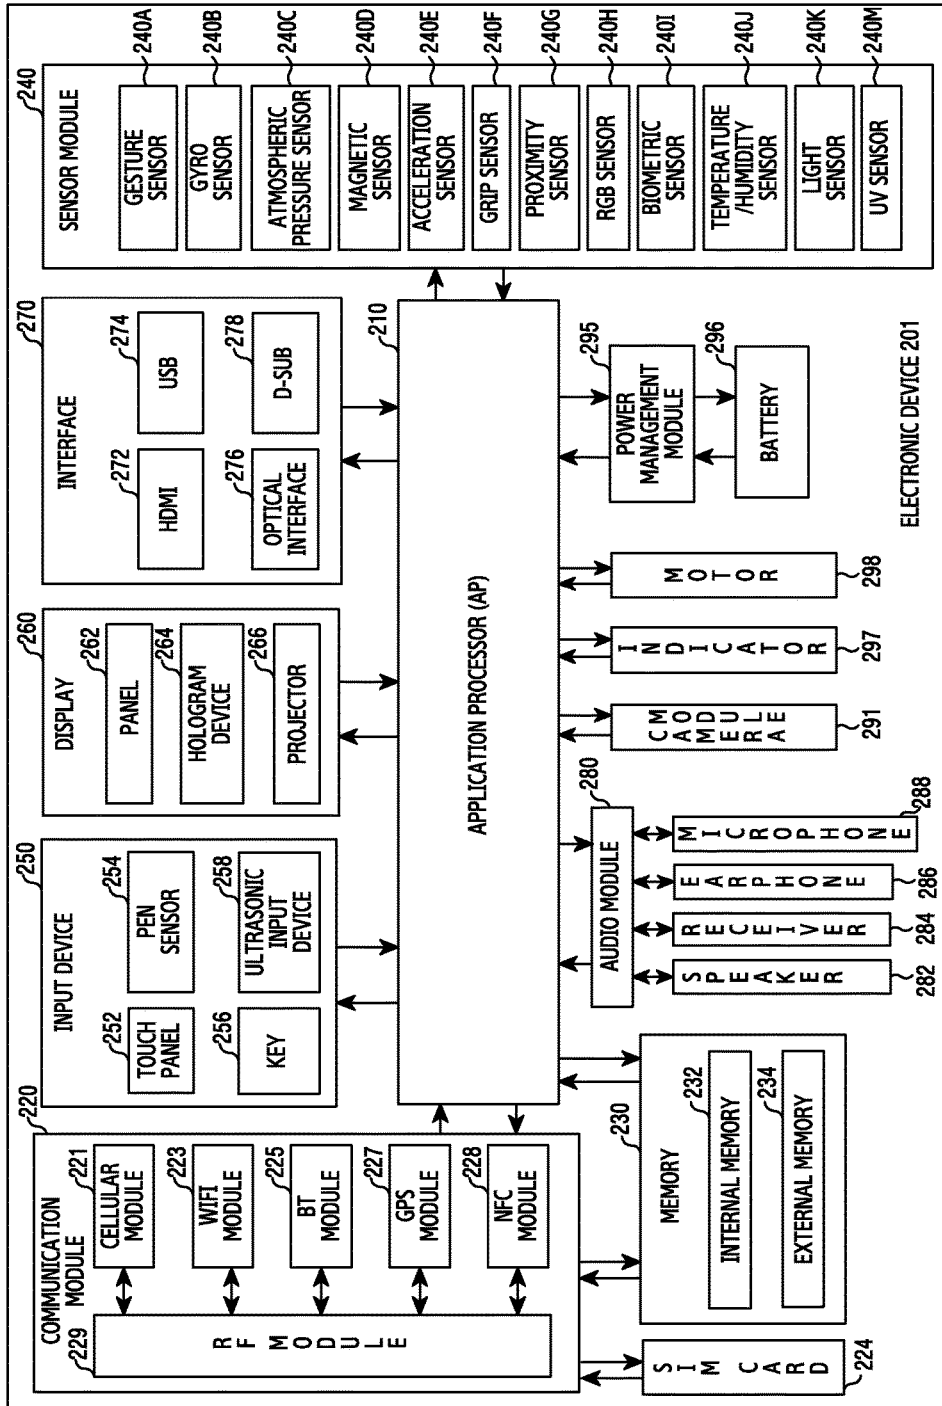 COMMUNICATION
MODULE
220
229
RF MODULE
221
CELLULAR
MODULE
223
WIFI
MODULE
225
BT
MODULE
227
GPS
MODULE
228
NFC
MODULE
INPUT DEVICE
250
252
TOUCH
PANEL
254
PEN
SENSOR
256
KEY
258
ULTRASONIC
INPUT
DEVICE
DISPLAY
260
262
PANEL
264
HOLOGRAM
DEVICE
266
PROJECTOR
INTERFACE
270
272
HDMI
274
USB
276
OPTICAL
INTERFACE
278
D-SUB
SENSOR MODULE
240
GESTURE
SENSOR
240A
GYRO
SENSOR
240B
ATMOSPHERIC
PRESSURE SENSOR
240C
MAGNETIC
SENSOR
240D
ACCELERATION
SENSOR
240E
GRIP SENSOR
240F
PROXIMITY
SENSOR
240G
RGB SENSOR
240H
BIOMETRIC
SENSOR
240I
TEMPERATURE
/HUMIDITY
SENSOR
240J
LIGHT
SENSOR
240K
UV SENSOR
240M
APPLICATION PROCESSOR (AP)
210
SIM CARD
224
MEMORY
230
INTERNAL MEMORY
232
EXTERNAL MEMORY
234
AUDIO MODULE
280
SPEAKER
282
RECEIVER
284
EARPHONE
286
MICROPHONE
288
CAMERA
MODULE
291
INDICATOR
297
MOTOR
298
POWER
MANAGEMENT
MODULE
295
BATTERY
296
ELECTRONIC DEVICE 201